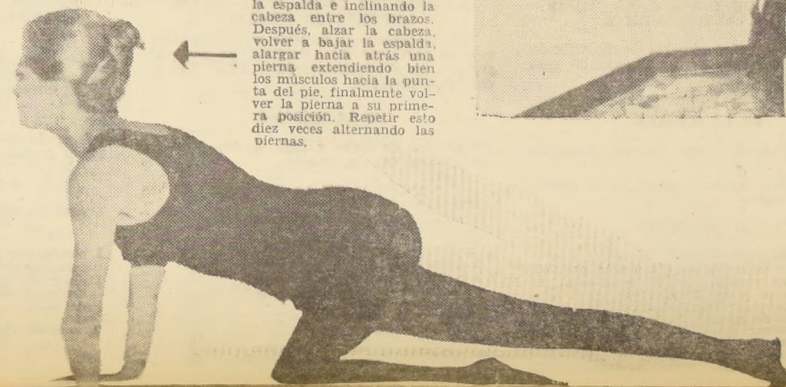 la espalda e inclinando la
cabeza entre los brazos.
Después, alzar la cabeza,
volver a bajar la espalda,
alargar hacia atrás una
pierna extendiendo bien
los músculos hacia la pun-
ta del pie, finalmente vol-
ver la pierna a su prime-
ra posición. Repetir esto
diez veces alternando las
piernas.